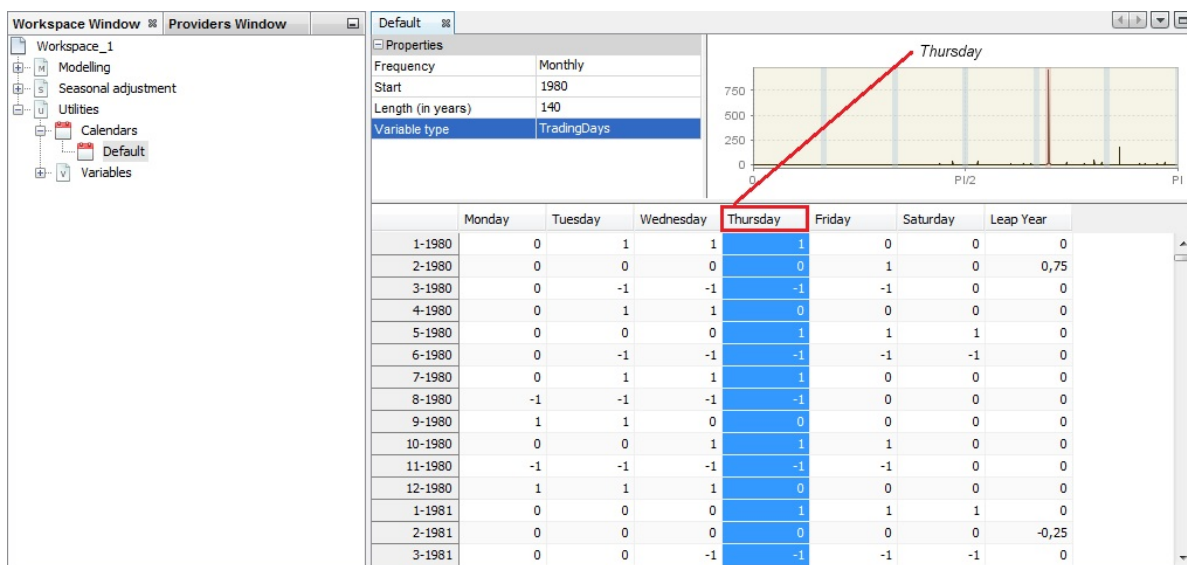 Workspace Window Providers Window
Workspace_1
M Modelling
S Seasonal adjustment
U Utilities
Calendars
Default
V Variables
Default
Properties
Frequency Monthly
Start 1980
Length (in years) 140
Variable type TradingDays
Thursday
750
500
250
0
0 PI/2 PI
Monday Tuesday Wednesday Thursday Friday Saturday Leap Year
1-1980 0 1 1 1 0 0 0
2-1980 0 0 0 0 1 0 0,75
3-1980 0 -1 -1 -1 -1 0 0
4-1980 0 1 1 0 0 0 0
5-1980 0 0 0 1 1 1 0
6-1980 0 -1 -1 -1 -1 -1 0
7-1980 0 1 1 1 0 0 0
8-1980 -1 -1 -1 -1 0 0 0
9-1980 1 1 0 0 0 0 0
10-1980 0 0 1 1 1 0 0
11-1980 -1 -1 -1 -1 -1 0 0
12-1980 1 1 1 0 0 0 0
1-1981 0 0 0 1 1 1 0
2-1981 0 0 0 0 0 0 -0,25
3-1981 0 0 -1 -1 -1 -1 0